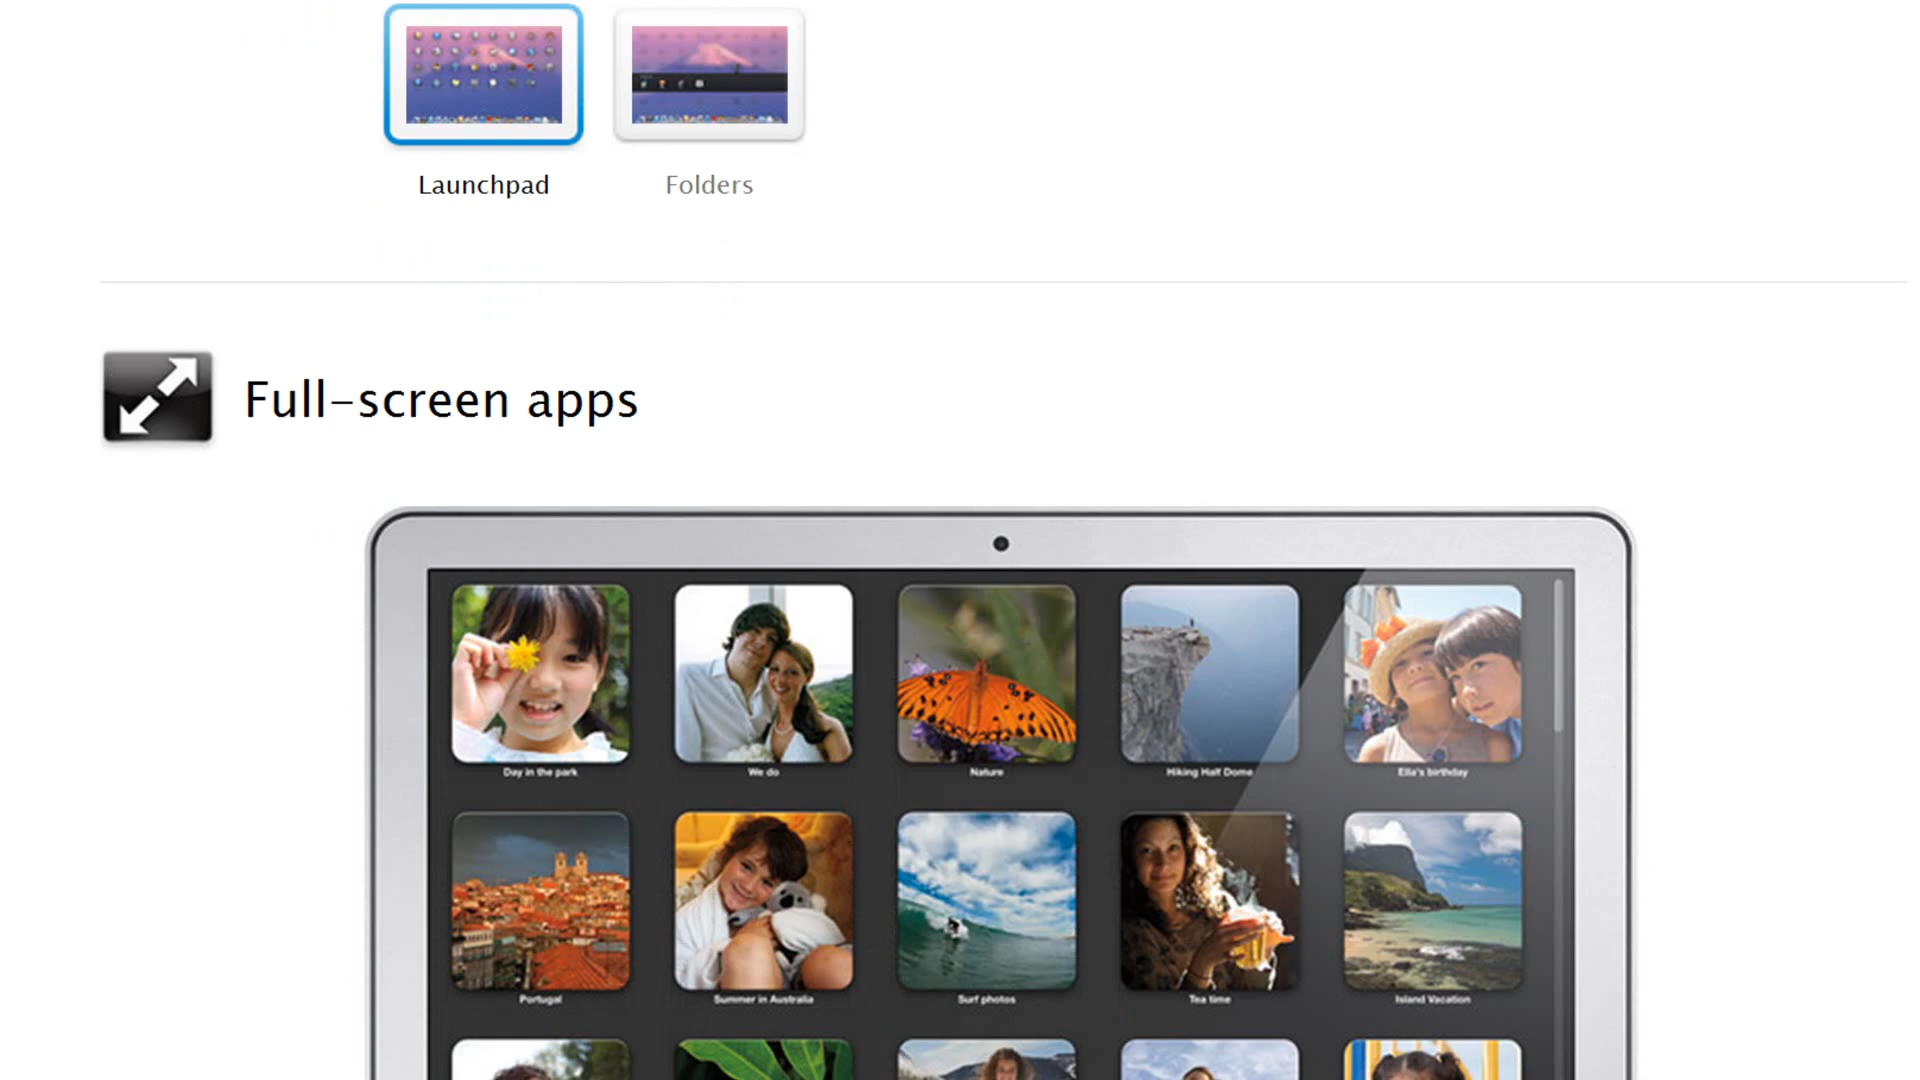 Launchpad
Folders
Full-screen apps
Day in the park
We do
Nature
Hiking Half Dome
Ella's birthday
Portugal
Summer in Australia
Surf photos
Tea time
Island Vacation